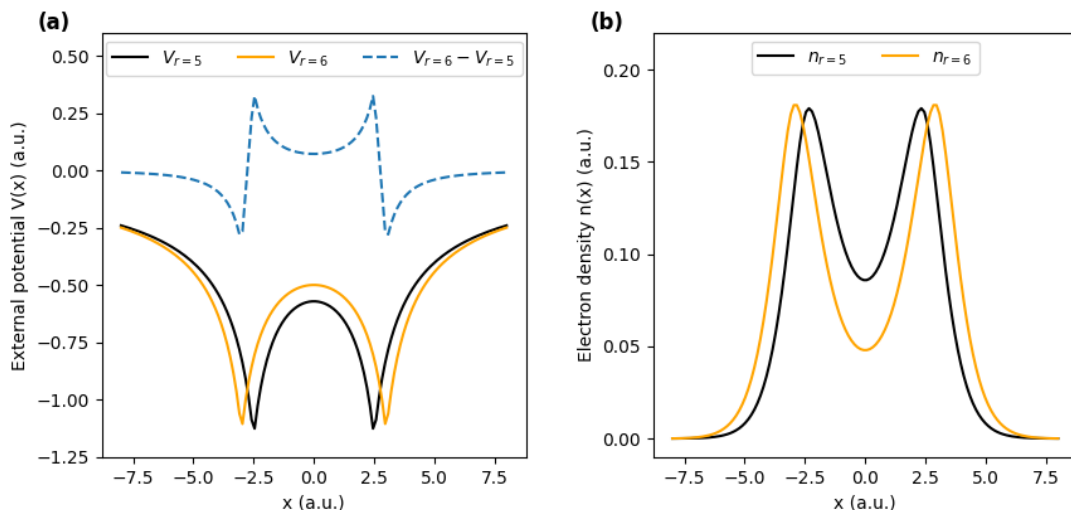 (a)
V_{r=5} V_{r=6} V_{r=6} − V_{r=5}
0.50
0.25
0.00
−0.25
−0.50
−0.75
−1.00
−1.25
External potential V(x) (a.u.)
−7.5 −5.0 −2.5 0.0 2.5 5.0 7.5
x (a.u.)
(b)
n_{r=5} n_{r=6}
0.20
0.15
0.10
0.05
0.00
Electron density n(x) (a.u.)
−7.5 −5.0 −2.5 0.0 2.5 5.0 7.5
x (a.u.)